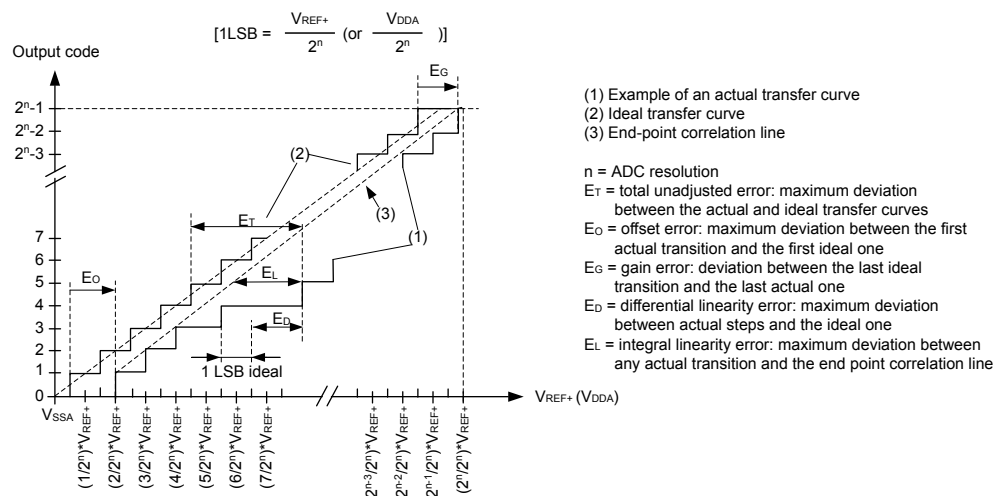 [1LSB = VREF+ / 2ⁿ (or VDDA / 2ⁿ )]
Output code
EG
2ⁿ-1
2ⁿ-2
2ⁿ-3
7
6
5
4
3
2
1
0
(2)
(3)
(1)
ET
EO
EL
ED
1 LSB ideal
VSSA
(1/2ⁿ)*VREF+
(2/2ⁿ)*VREF+
(3/2ⁿ)*VREF+
(4/2ⁿ)*VREF+
(5/2ⁿ)*VREF+
(6/2ⁿ)*VREF+
(7/2ⁿ)*VREF+
2ⁿ⁻³/2ⁿ)*VREF+
2ⁿ⁻²/2ⁿ)*VREF+
2ⁿ⁻¹/2ⁿ)*VREF+
(2ⁿ/2ⁿ)*VREF+
VREF+ (VDDA)
(1) Example of an actual transfer curve
(2) Ideal transfer curve
(3) End-point correlation line
n = ADC resolution
ET = total unadjusted error: maximum deviation
between the actual and ideal transfer curves
EO = offset error: maximum deviation between the first
actual transition and the first ideal one
EG = gain error: deviation between the last ideal
transition and the last actual one
ED = differential linearity error: maximum deviation
between actual steps and the ideal one
EL = integral linearity error: maximum deviation between
any actual transition and the end point correlation line